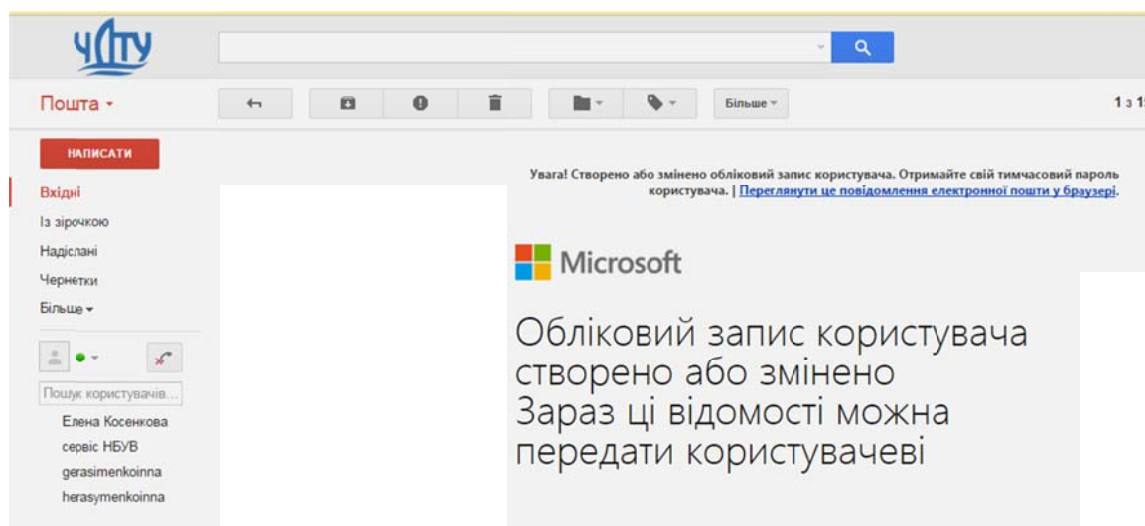 ЧДТУ
Пошта
Більше
1 з 1
НАПИСАТИ
Увага! Створено або змінено обліковий запис користувача. Отримайте свій тимчасовий пароль
користувача. | Переглянути це повідомлення електронної пошти у браузері.
Вхідні
Із зірочкою
Надіслані
Чернетки
Більше
Microsoft
Обліковий запис користувача
створено або змінено
Зараз ці відомості можна
передати користувачеві
Пошук користувачів...
Елена Косенкова
сервіс НБУВ
gerasimenkoinna
herasymenkoinna